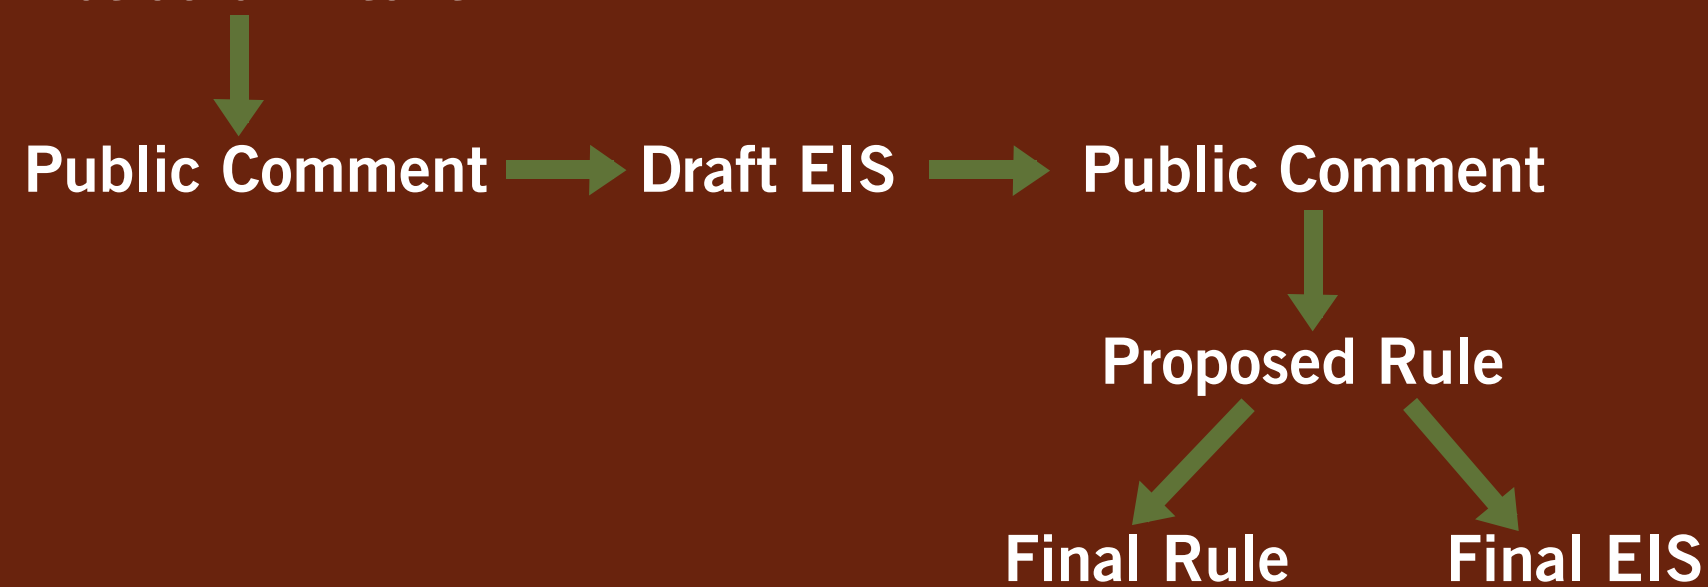 Public Comment Draft EIS Public Comment
Proposed Rule
Final Rule Final EIS